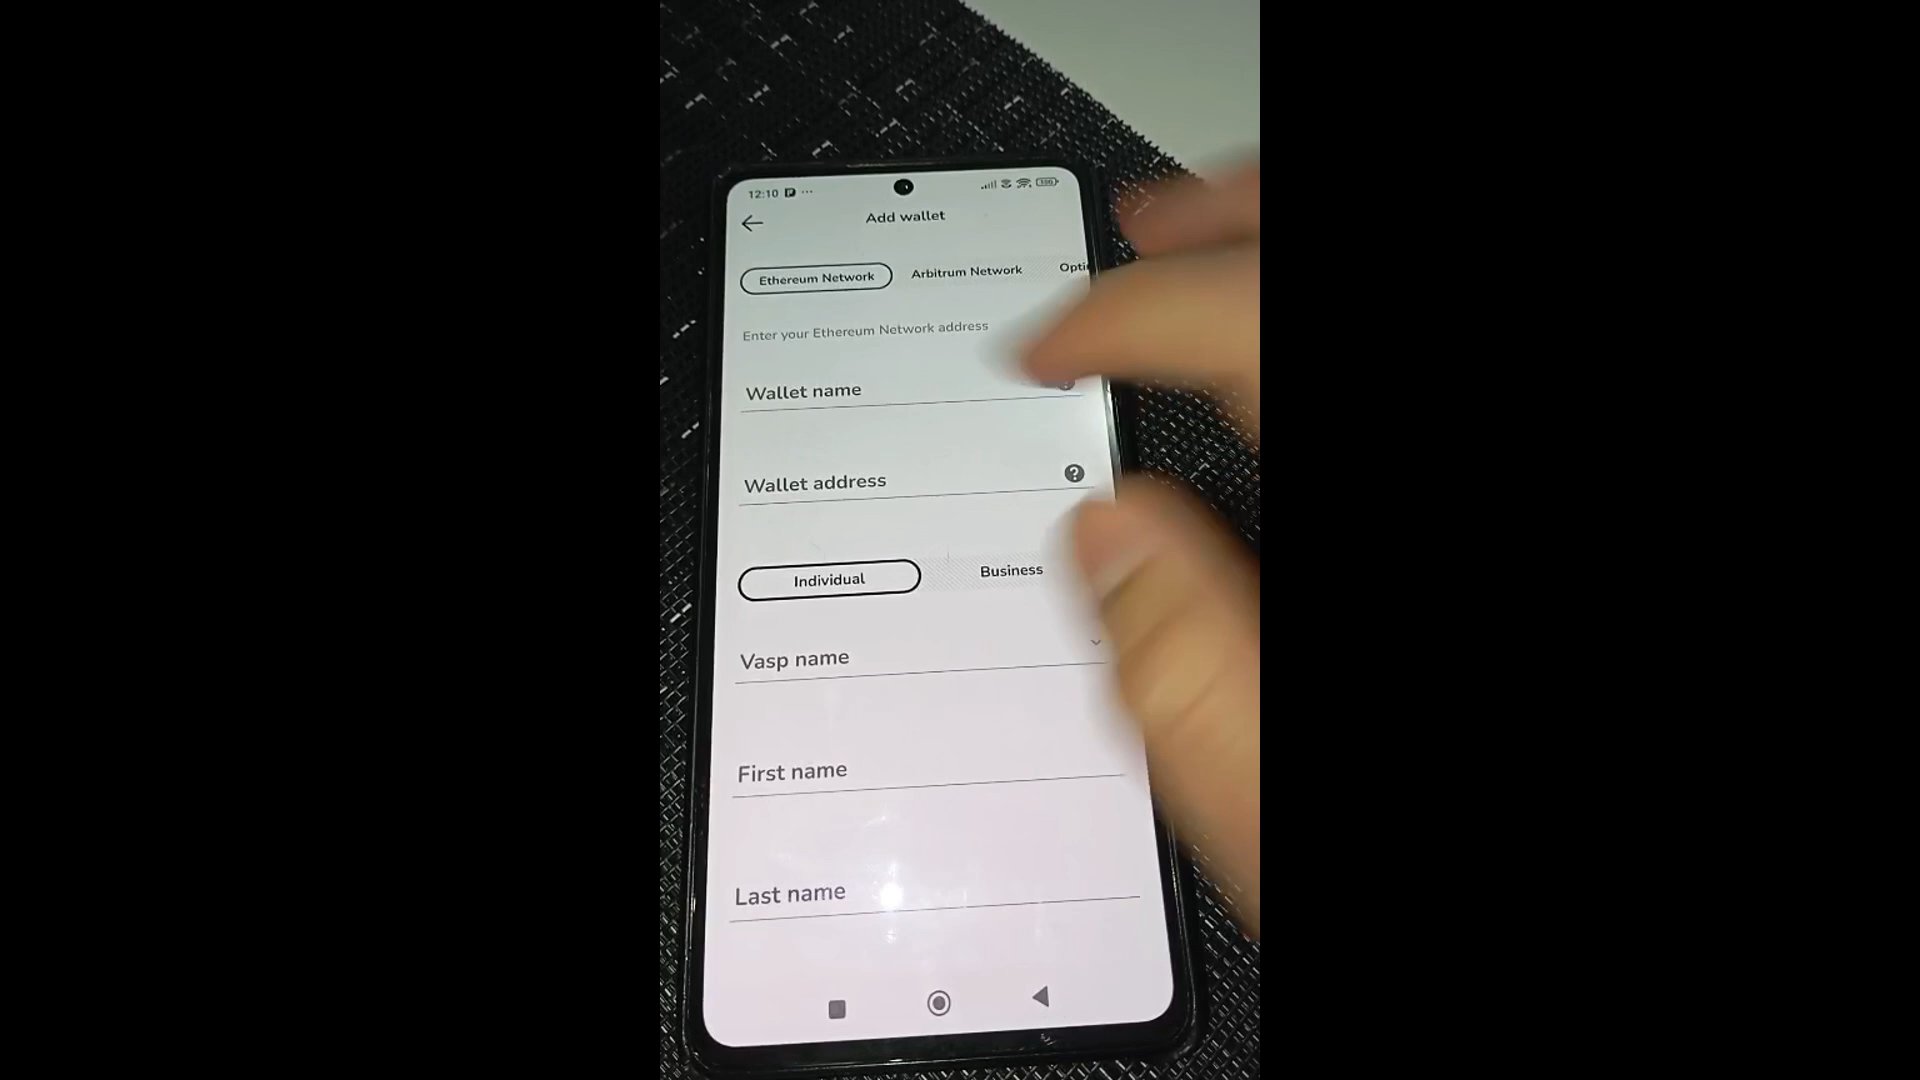 12:10
Add wallet
Ethereum Network Arbitrum Network Opti
Enter your Ethereum Network address
Wallet name
Wallet address
Individual Business
Vasp name
First name
Last name